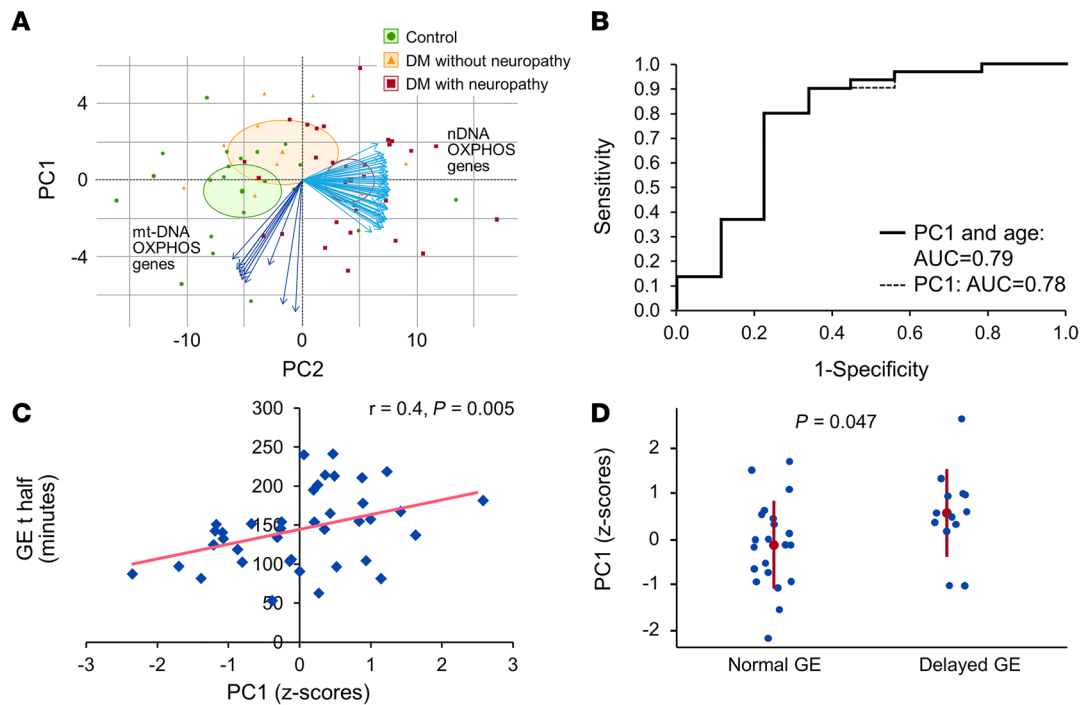 A
Control
DM without neuropathy
DM with neuropathy
4
0
-4
PC1
nDNA
OXPHOS
genes
mt-DNA
OXPHOS
genes
-10
0
10
PC2
B
1.0
0.9
0.8
0.7
0.6
0.5
0.4
0.3
0.2
0.1
0.0
Sensitivity
PC1 and age:
AUC=0.79
PC1: AUC=0.78
0.0
0.2
0.4
0.6
0.8
1.0
1-Specificity
C
r = 0.4, P = 0.005
300
250
200
150
100
50
0
GE t half
(minutes)
-3
-2
-1
0
1
2
3
PC1 (z-scores)
D
P = 0.047
2
1
0
-1
-2
PC1 (z-scores)
Normal GE
Delayed GE